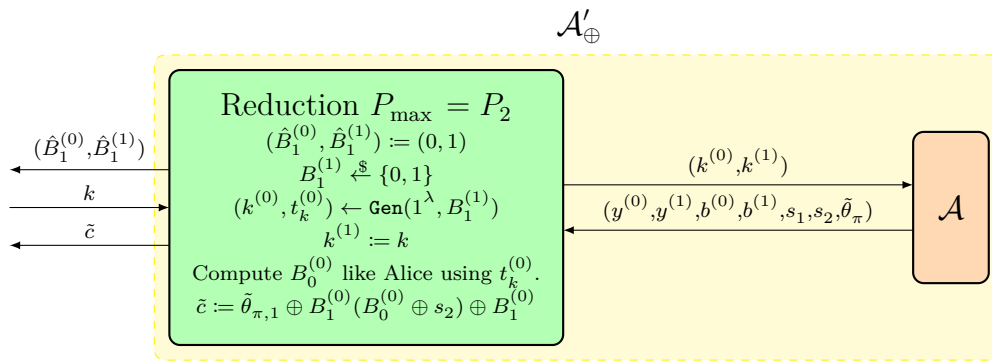 𝒜′⊕
Reduction P_max = P_2
(B̂_1^(0), B̂_1^(1)) := (0, 1)
B_1^(1) ←$ {0, 1}
(k^(0), t_k^(0)) ← Gen(1^λ, B_1^(1))
k^(1) := k
Compute B_0^(0) like Alice using t_k^(0).
c̃ := θ̃_π,1 ⊕ B_1^(0)(B_0^(0) ⊕ s_2) ⊕ B_1^(0)
(B̂_1^(0),B̂_1^(1))
k
c̃
(k^(0),k^(1))
(y^(0),y^(1),b^(0),b^(1),s_1,s_2,θ̃_π)
𝒜